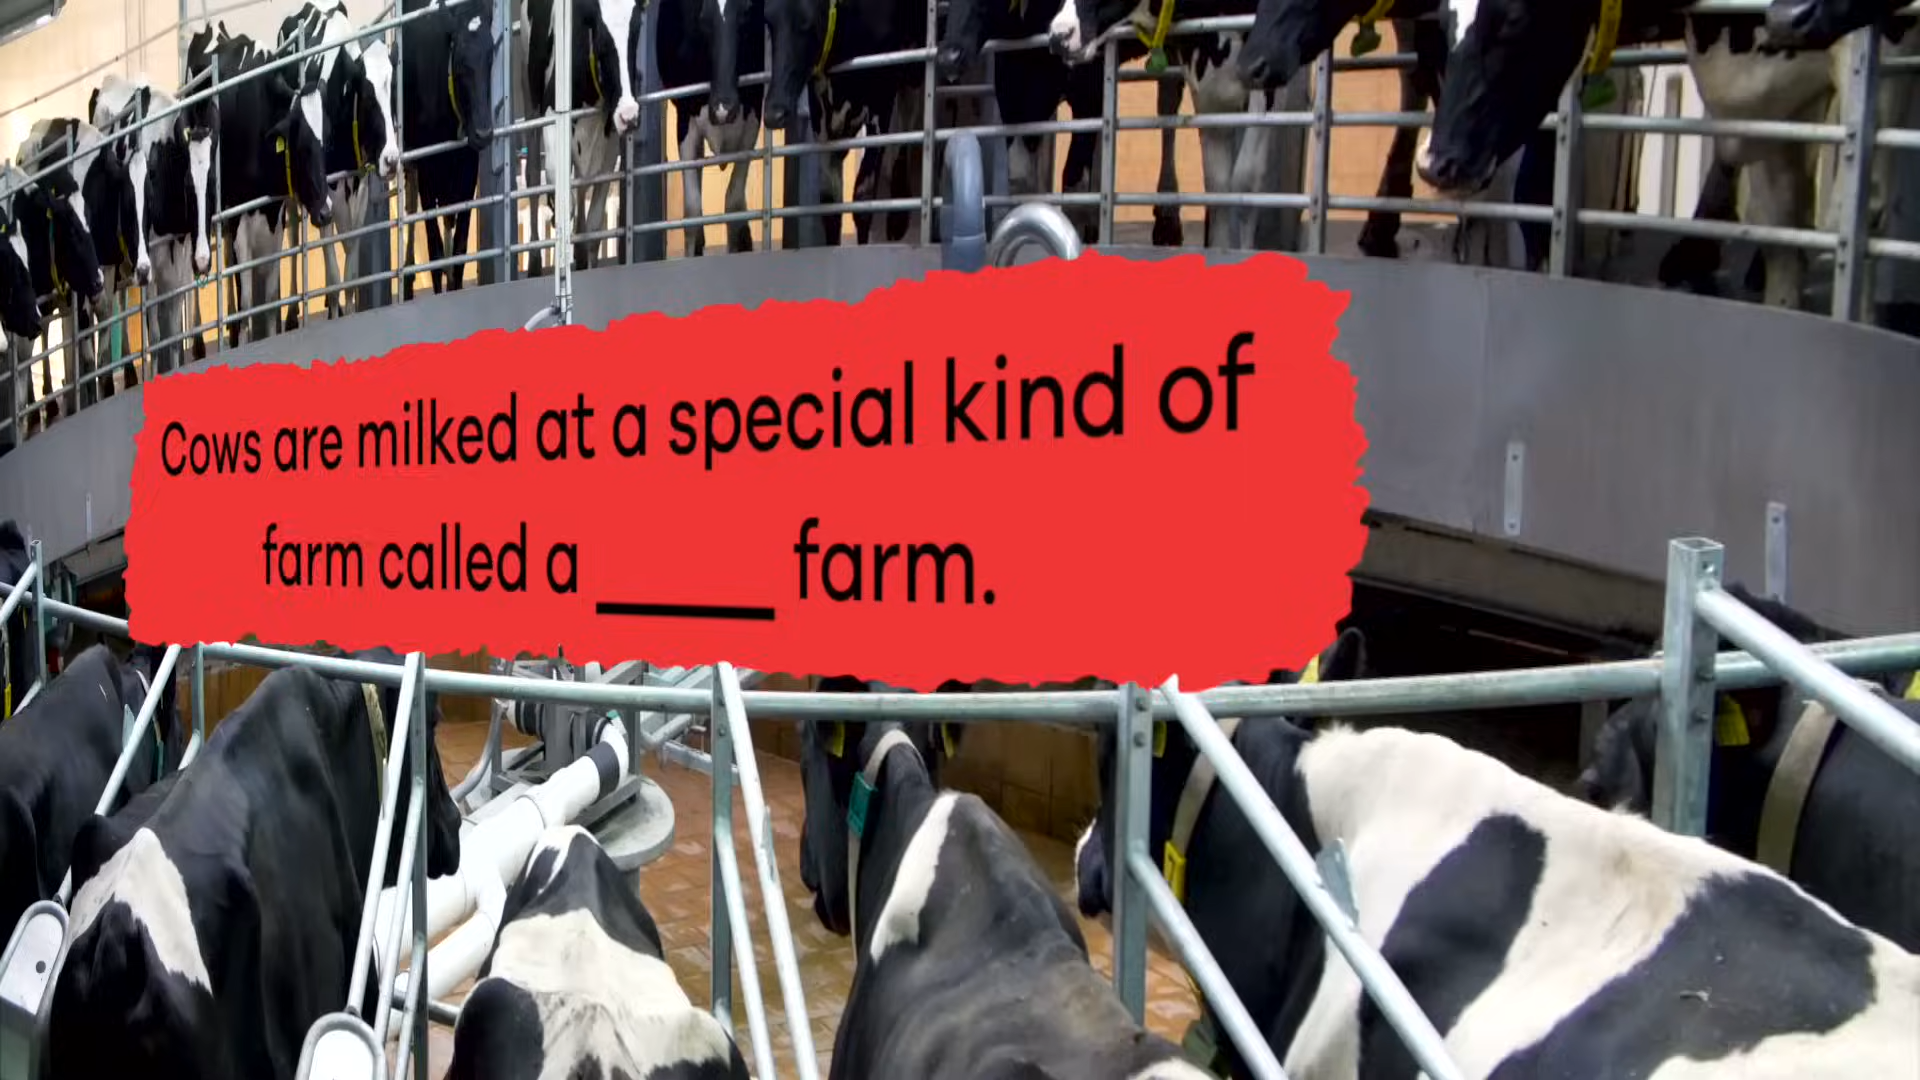 Cows are milked at a special kind of
farm called a ____ farm.